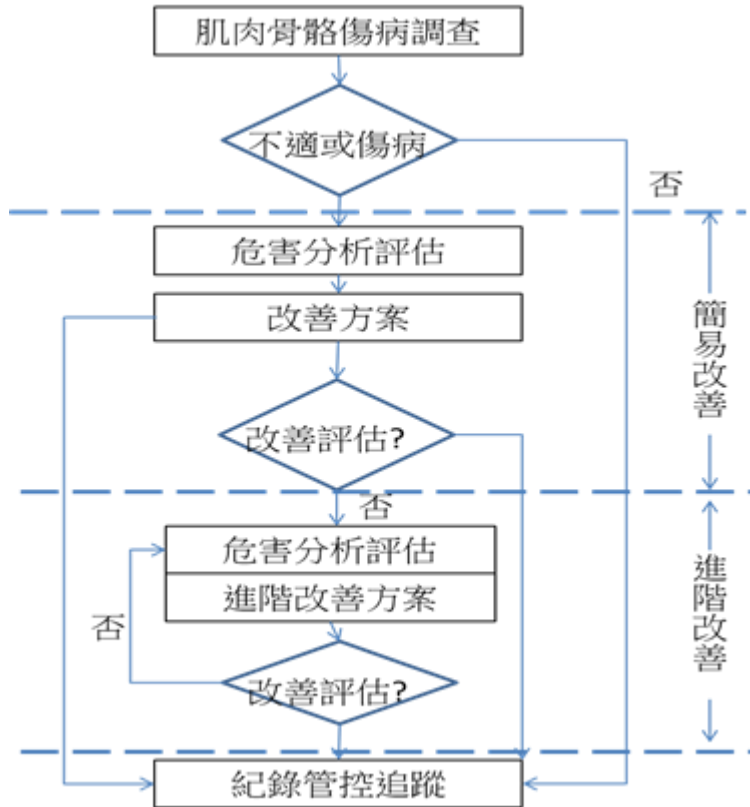 肌肉骨骼傷病調查
不適或傷病
否
危害分析評估
改善方案
簡易改善
改善評估?
否
危害分析評估
進階改善方案
進階改善
否
改善評估?
紀錄管控追蹤